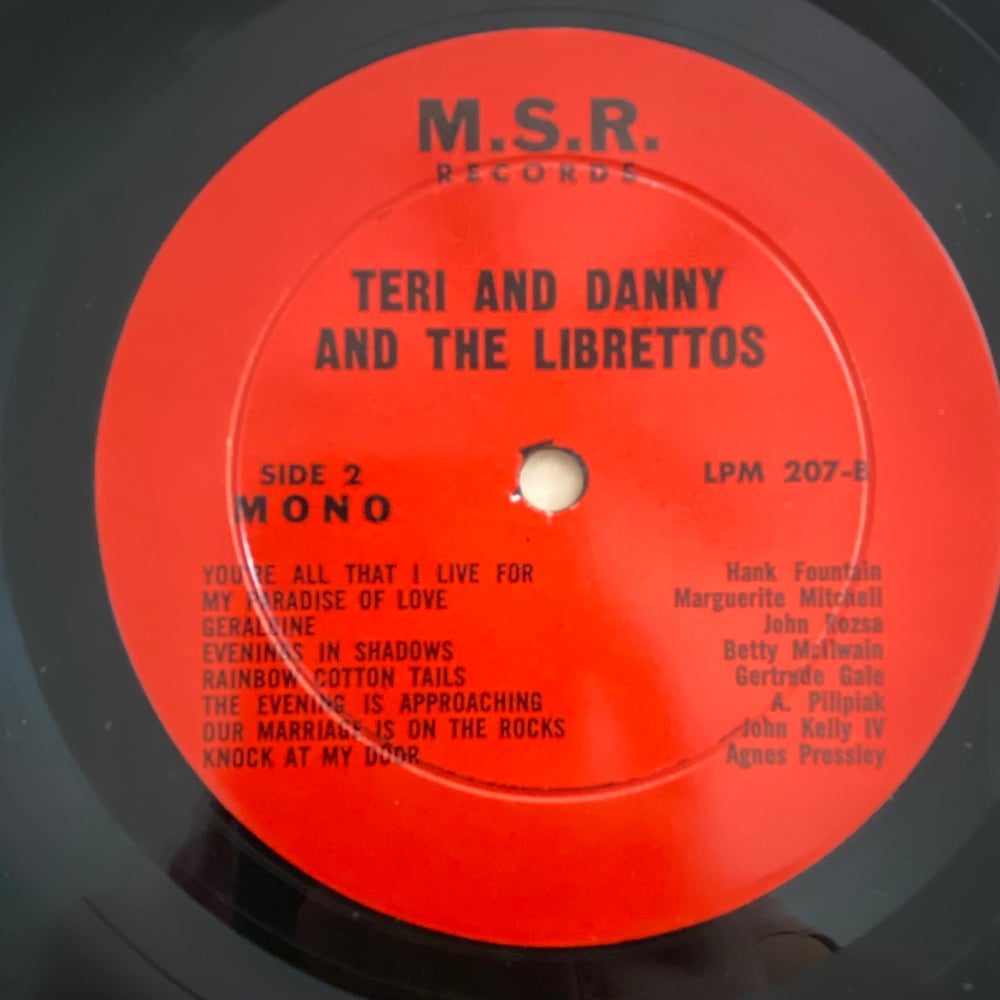 M.S.R.
RECORDS
TERI AND DANNY
AND THE LIBRETTOS
SIDE 2 LPM 207-B
MONO
YOU'RE ALL THAT I LIVE FOR Hank Fountain
MY PARADISE OF LOVE Marguerite Mitchell
GERALDINE John Rozsa
EVENINGS IN SHADOWS Betty McIlwain
RAINBOW COTTON TAILS Gertrude Gale
THE EVENING IS APPROACHING A. Pilipiak
OUR MARRIAGE IS ON THE ROCKS John Kelly IV
KNOCK AT MY DOOR Agnes Pressley